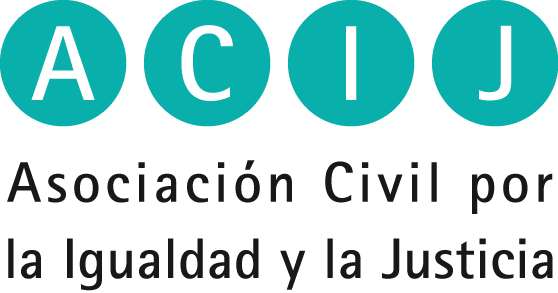 A C I J
Asociación Civil por
la Igualdad y la Justicia